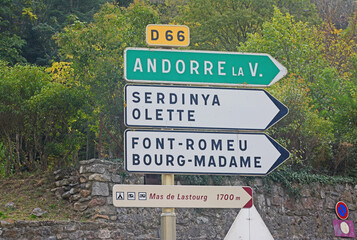 D 66
ANDORRE LA V.
SERDINYA
OLETTE
FONT-ROMEU
BOURG-MADAME
Mas de Lastourg 1700 m